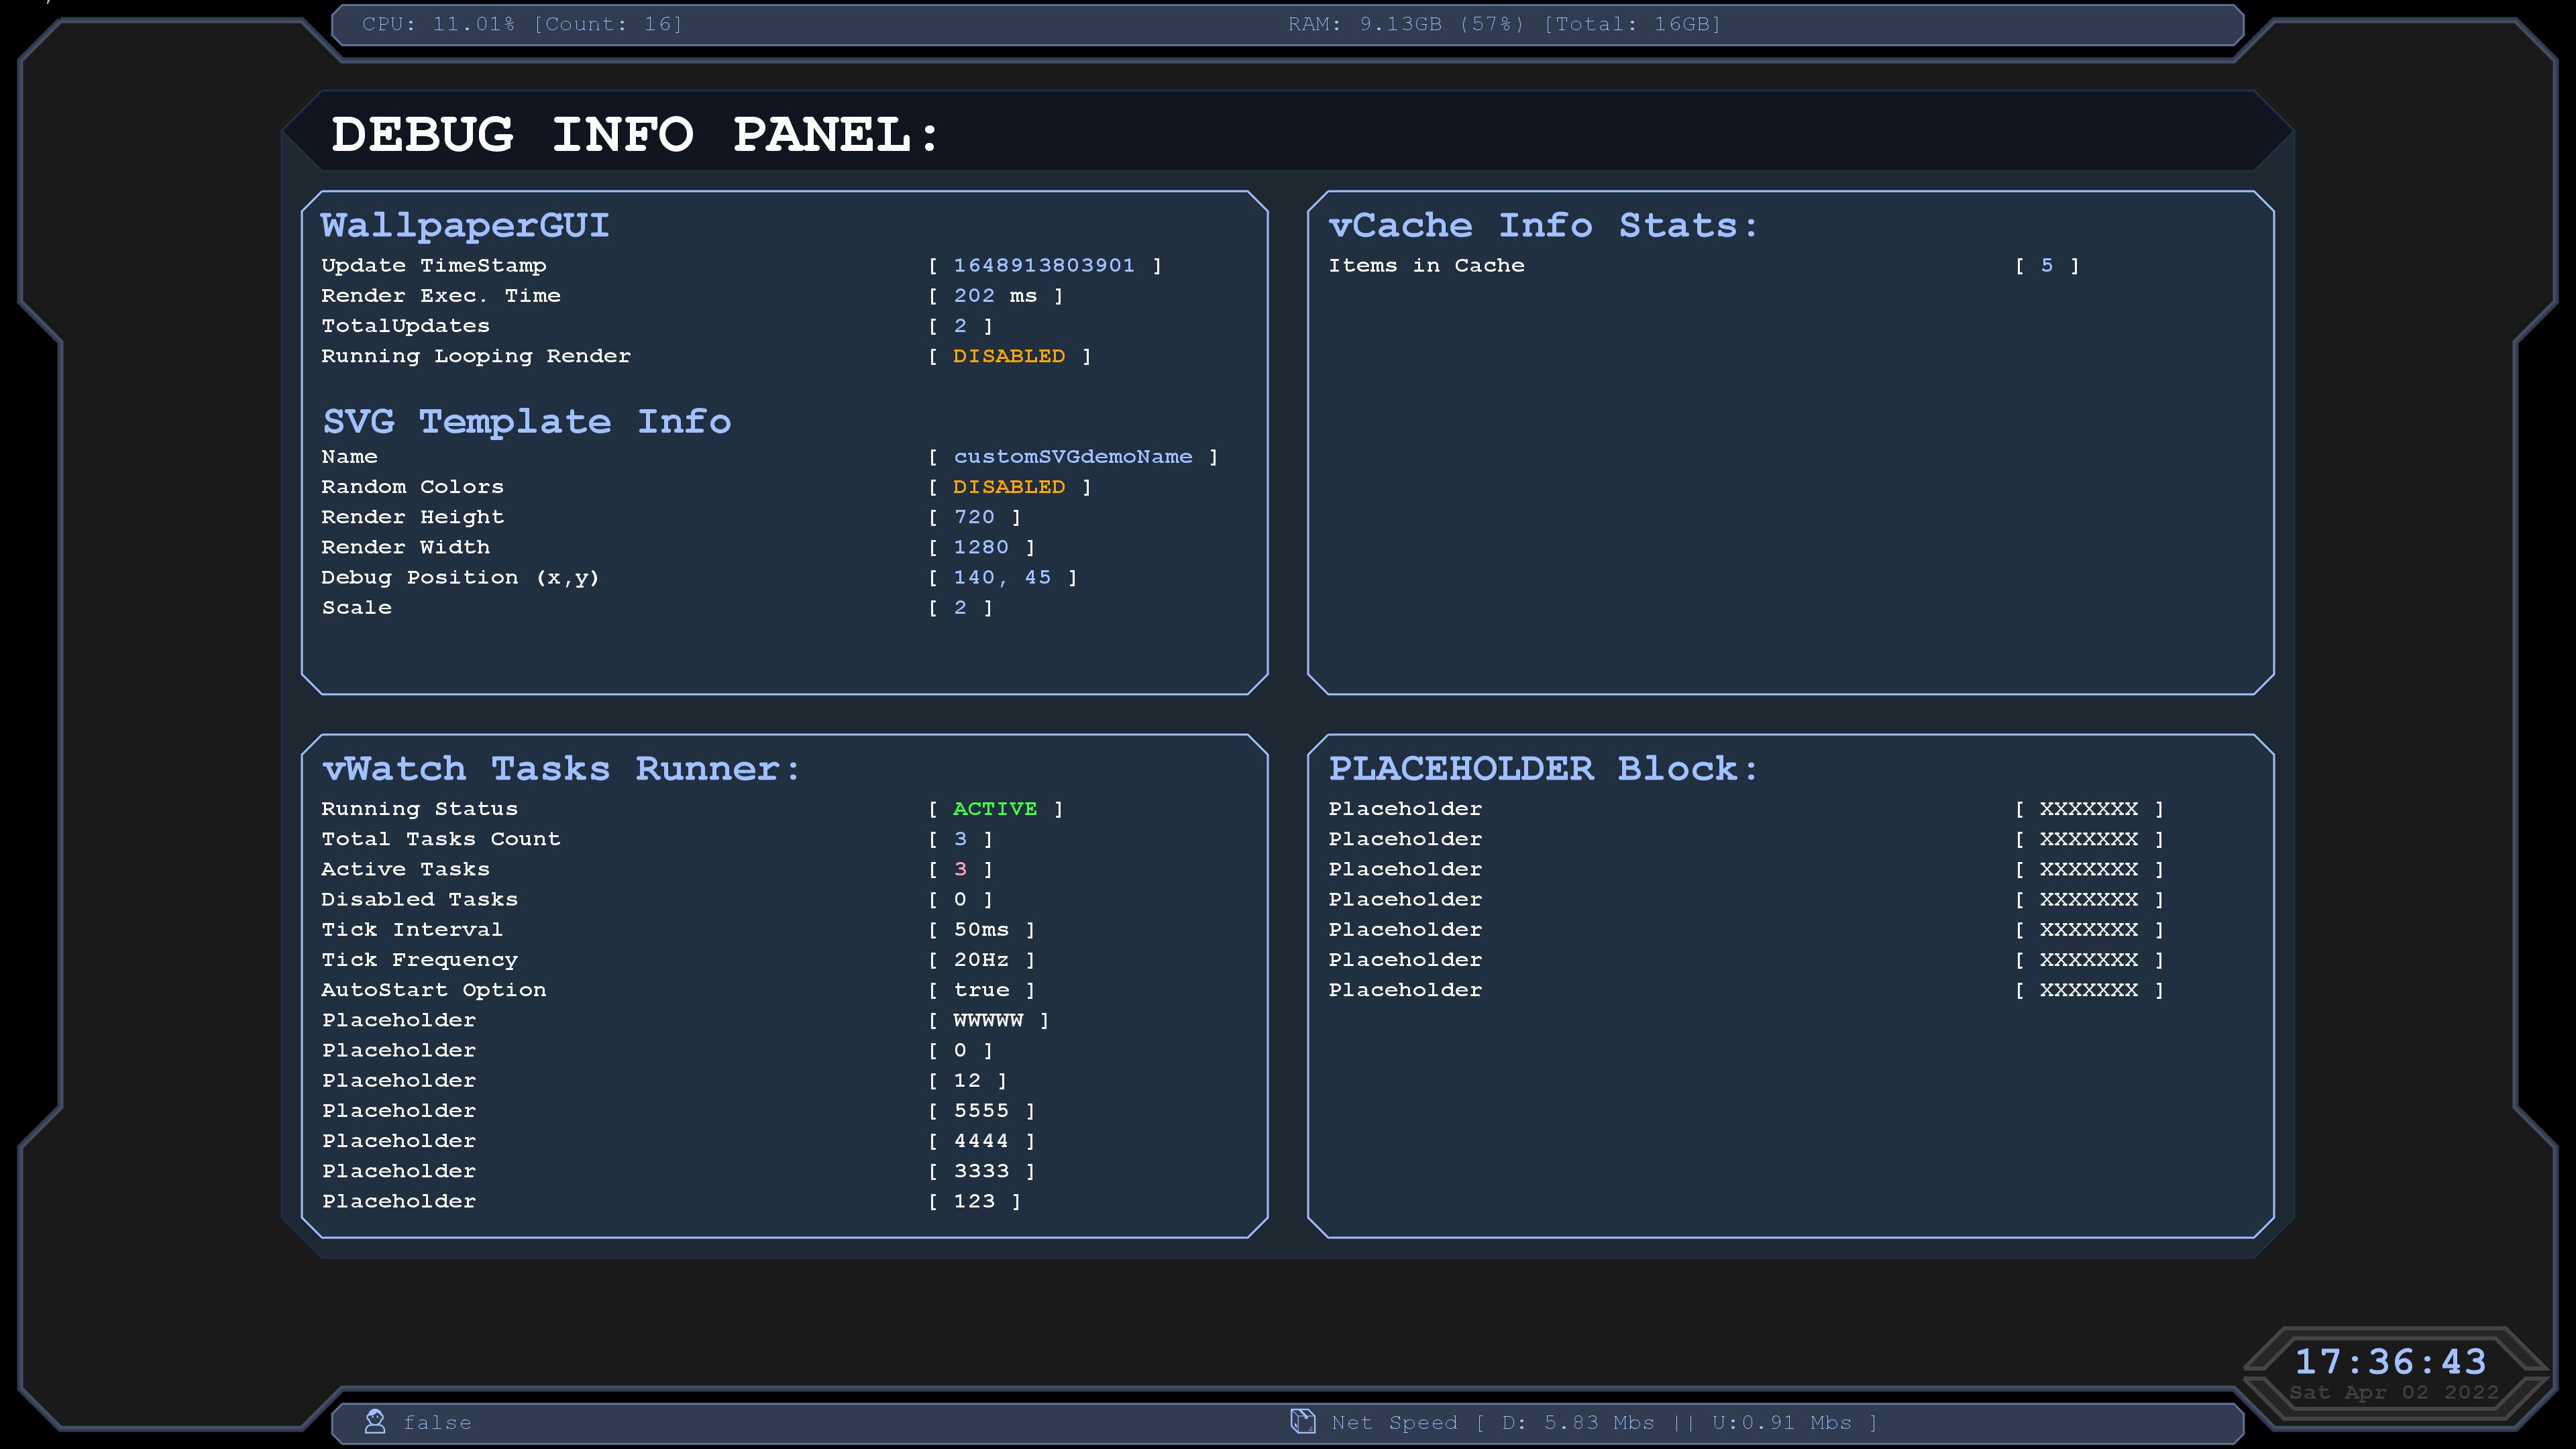 CPU: 11.01% [Count: 16]
RAM: 9.13GB (57%) [Total: 16GB]
DEBUG INFO PANEL:
WallpaperGUI
Update TimeStamp [ 1648913803901 ]
Render Exec. Time [ 202 ms ]
TotalUpdates [ 2 ]
Running Looping Render [ DISABLED ]
SVG Template Info
Name [ customSVGdemoName ]
Random Colors [ DISABLED ]
Render Height [ 720 ]
Render Width [ 1280 ]
Debug Position (x,y) [ 140, 45 ]
Scale [ 2 ]
vCache Info Stats:
Items in Cache [ 5 ]
vWatch Tasks Runner:
Running Status [ ACTIVE ]
Total Tasks Count [ 3 ]
Active Tasks [ 3 ]
Disabled Tasks [ 0 ]
Tick Interval [ 50ms ]
Tick Frequency [ 20Hz ]
AutoStart Option [ true ]
Placeholder [ WWWWW ]
Placeholder [ 0 ]
Placeholder [ 12 ]
Placeholder [ 5555 ]
Placeholder [ 4444 ]
Placeholder [ 3333 ]
Placeholder [ 123 ]
PLACEHOLDER Block:
Placeholder [ XXXXXXX ]
Placeholder [ XXXXXXX ]
Placeholder [ XXXXXXX ]
Placeholder [ XXXXXXX ]
Placeholder [ XXXXXXX ]
Placeholder [ XXXXXXX ]
Placeholder [ XXXXXXX ]
17:36:43
Sat Apr 02 2022
false
Net Speed [ D: 5.83 Mbs || U:0.91 Mbs ]